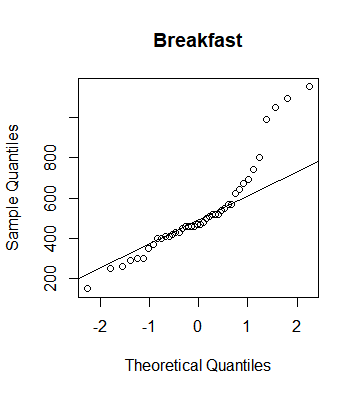 Breakfast
Sample Quantiles
800
600
400
200
-2 -1 0 1 2
Theoretical Quantiles